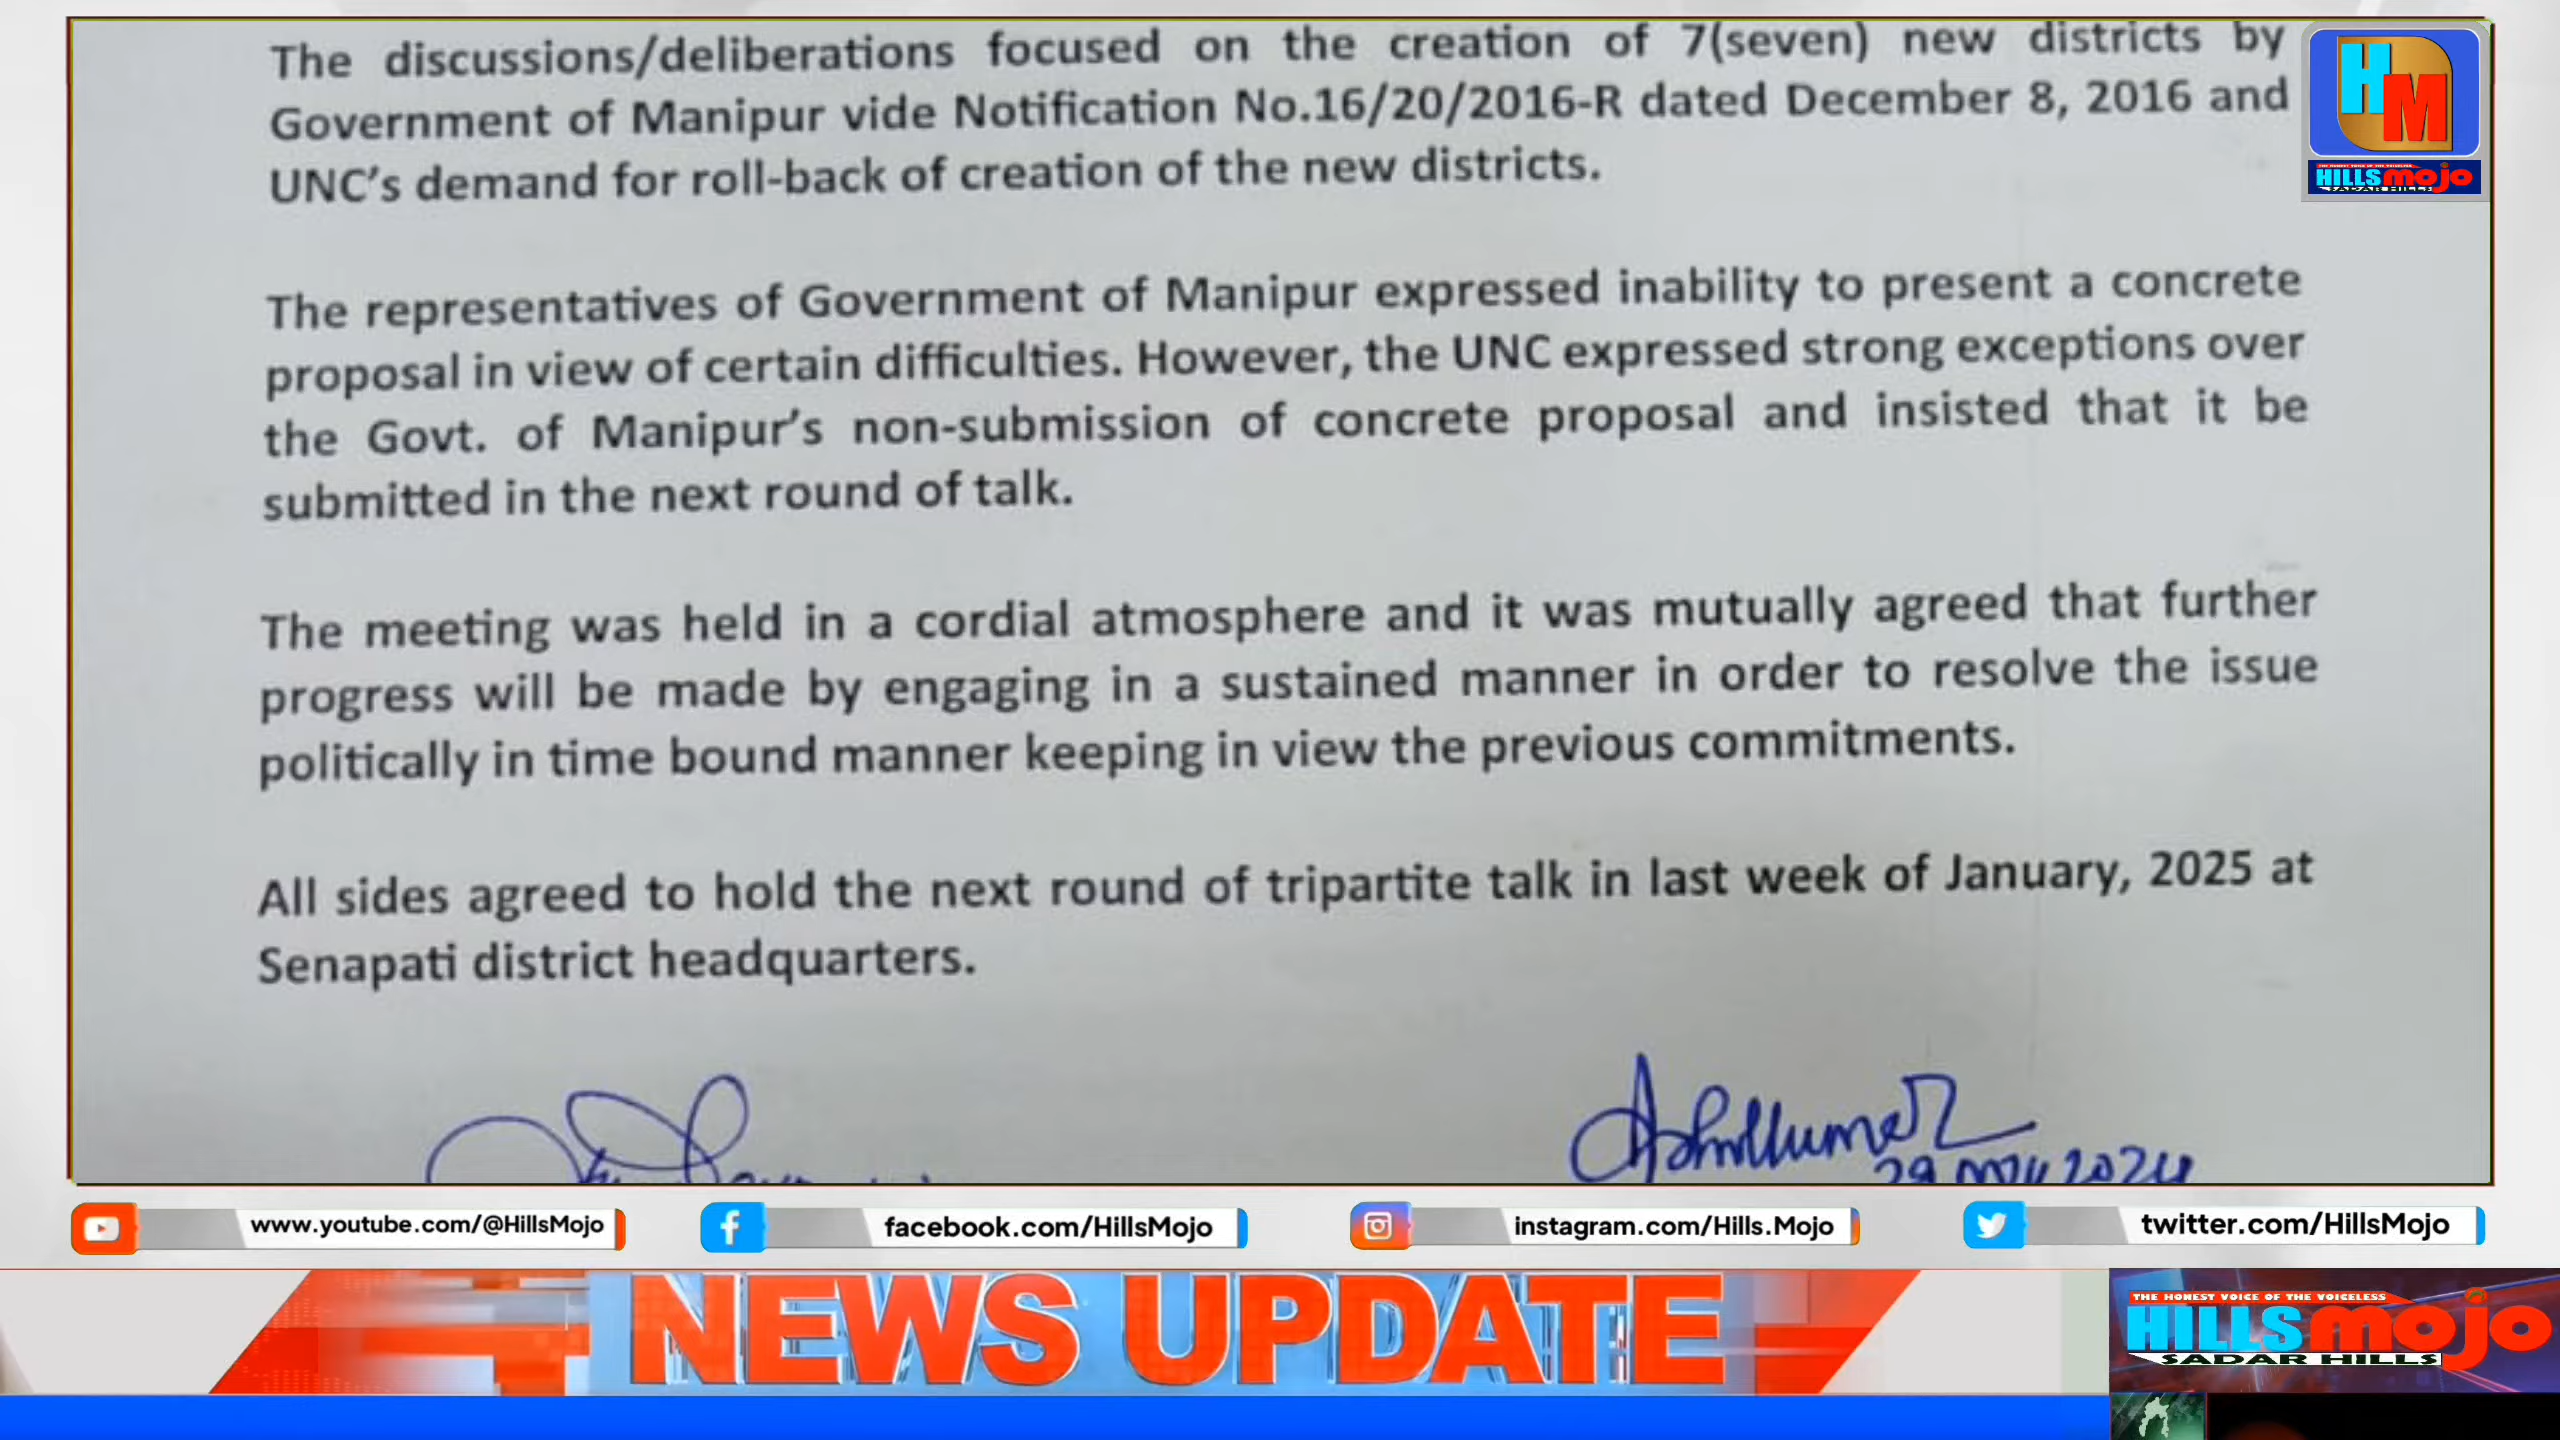 The discussions/deliberations focused on the creation of 7(seven) new districts by
Government of Manipur vide Notification No.16/20/2016-R dated December 8, 2016 and
UNC's demand for roll-back of creation of the new districts.
The representatives of Government of Manipur expressed inability to present a concrete
proposal in view of certain difficulties. However, the UNC expressed strong exceptions over
the Govt. of Manipur's non-submission of concrete proposal and insisted that it be
submitted in the next round of talk.
The meeting was held in a cordial atmosphere and it was mutually agreed that further
progress will be made by engaging in a sustained manner in order to resolve the issue
politically in time bound manner keeping in view the previous commitments.
All sides agreed to hold the next round of tripartite talk in last week of January, 2025 at
Senapati district headquarters.
HM
HILLSmojo
www.youtube.com/@HillsMojo
facebook.com/HillsMojo
instagram.com/Hills.Mojo
twitter.com/HillsMojo
NEWS UPDATE
THE HONEST VOICE OF THE VOICELESS
HILLSmojo
SADAR HILLS